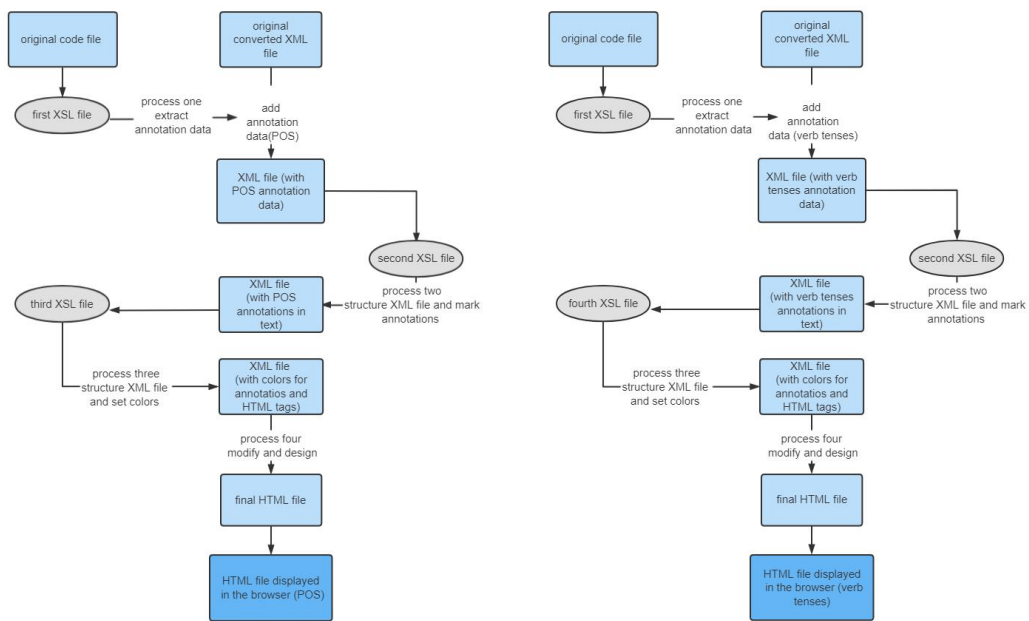 original code file
original
converted XML
file
first XSL file
process one
extract
annotation data
add
annotation
data(POS)
XML file (with
POS annotation
data)
second XSL file
process two
structure XML file and mark
annotations
XML file
(with POS
annotations in
text)
third XSL file
process three
structure XML file
and set colors
XML file
(with colors for
annotatios and
HTML tags)
process four
modify and design
final HTML file
HTML file displayed
in the browser (POS)
original code file
original
converted XML
file
first XSL file
process one
extract
annotation data
add
annotation
data (verb tenses)
XML file (with verb
tenses annotation
data)
second XSL file
process two
structure XML file and mark
annotations
XML file
(with verb tenses
annotations in
text)
fourth XSL file
process three
structure XML file
and set colors
XML file
(with colors for
annotatios and
HTML tags)
process four
modify and design
final HTML file
HTML file displayed
in the browser (verb
tenses)